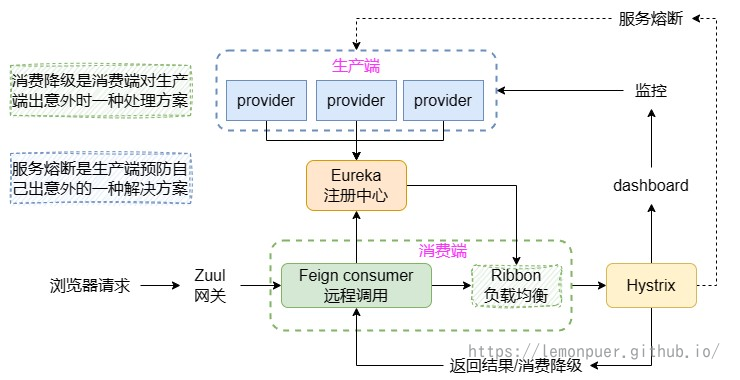 服务熔断
生产端
消费降级是消费端对生产
端出意外时一种处理方案
provider
provider
provider
监控
服务熔断是生产端预防自
己出意外的一种解决方案
Eureka
注册中心
dashboard
消费端
浏览器请求
Zuul
网关
Feign consumer
远程调用
Ribbon
负载均衡
Hystrix
https://lemonpuer.github.io/
返回结果/消费降级